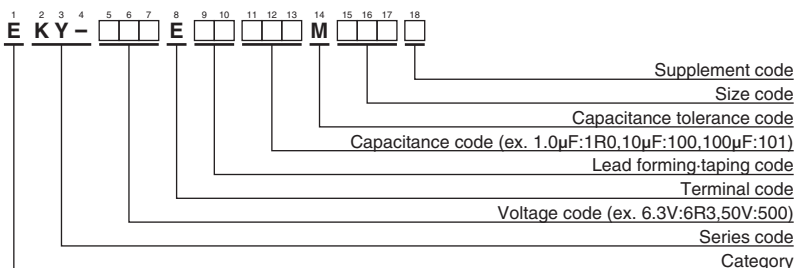 1 2 3 4 5 6 7 8 9 10 11 12 13 14 15 16 17 18
E K Y – E M
Supplement code
Size code
Capacitance tolerance code
Capacitance code (ex. 1.0μF:1R0,10μF:100,100μF:101)
Lead forming·taping code
Terminal code
Voltage code (ex. 6.3V:6R3,50V:500)
Series code
Category